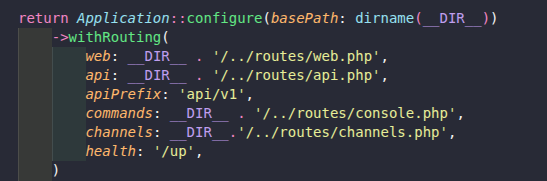 return Application::configure(basePath: dirname(__DIR__))
->withRouting(
web: __DIR__ . '/../routes/web.php',
api: __DIR__ . '/../routes/api.php',
apiPrefix: 'api/v1',
commands: __DIR__ . '/../routes/console.php',
channels: __DIR__.'/../routes/channels.php',
health: '/up',
)